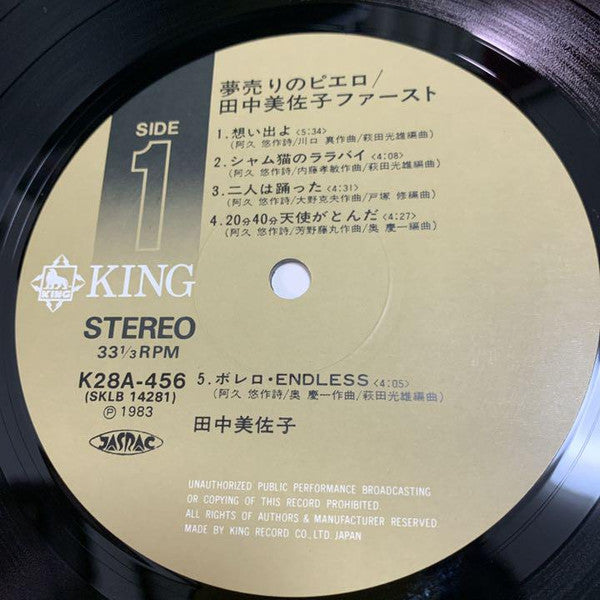 夢売りのピエロ/
田中美佐子ファースト
SIDE
1
1.想い出よ<5:34>
(阿久 悠作詩/川口 真作曲/萩田光雄編曲)
2.シャム猫のララバイ<4:08>
(阿久 悠作詩/内藤孝敏作曲/萩田光雄編曲)
3.二人は踊った<4:31>
(阿久 悠作詩/大野克夫作曲/戸塚 修編曲)
4.20分40分天使がとんだ<4:27>
(阿久 悠作詩/芳野藤丸作曲/奥 慶一編曲)
KING
KING
STEREO
33 1/3 RPM
K28A-456
(SKLB 14281)
Ⓟ1983
JASRAC
5.ボレロ・ENDLESS<4:05>
(阿久 悠作詩/奥 慶一作曲/萩田光雄編曲)
田中美佐子
UNAUTHORIZED PUBLIC PERFORMANCE BROADCASTING
OR COPYING OF THIS RECORD PROHIBITED.
ALL RIGHTS OF AUTHORS & MANUFACTURER RESERVED.
MADE BY KING RECORD CO., LTD. JAPAN